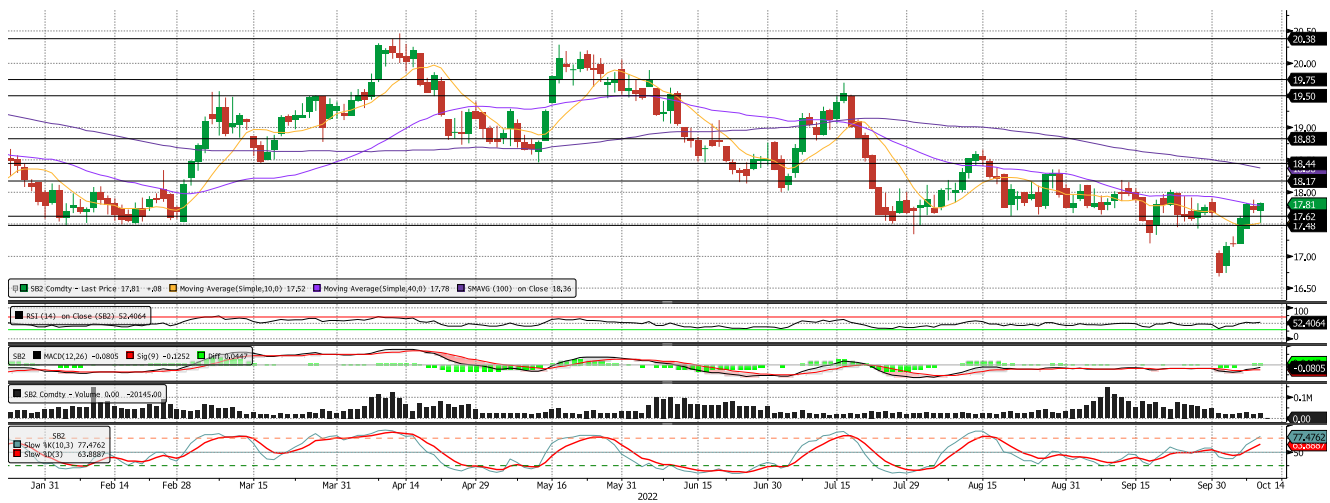 20.50
20.38
20.00
19.75
19.50
19.00
18.83
18.44
18.17
18.00
17.81
17.62
17.48
17.00
16.50
SB2 Comdty - Last Price 17.81 +.08 Moving Average(Simple,10,0) 17.52 Moving Average(Simple,40,0) 17.78 SMAVG (100) on Close 18.36
RSI (14) on Close (SB2) 52.4064
100
52.4064
0
SB2 MACD(12,26) -0.0805 Sig(9) -0.1252 Diff 0.0447
-0.0805
SB2 Comdty - Volume 0.00 -20145.00
0.1M
0.00
SB2
Slow %K(10,3) 77.4762
Slow %D(3) 63.8887
77.4762
63.8887
50
Jan 31 Feb 14 Feb 28 Mar 15 Mar 31 Apr 14 Apr 29 May 16 May 31 Jun 15 Jun 30 Jul 15 Jul 29 Aug 15 Aug 31 Sep 15 Sep 30 Oct 14
2022